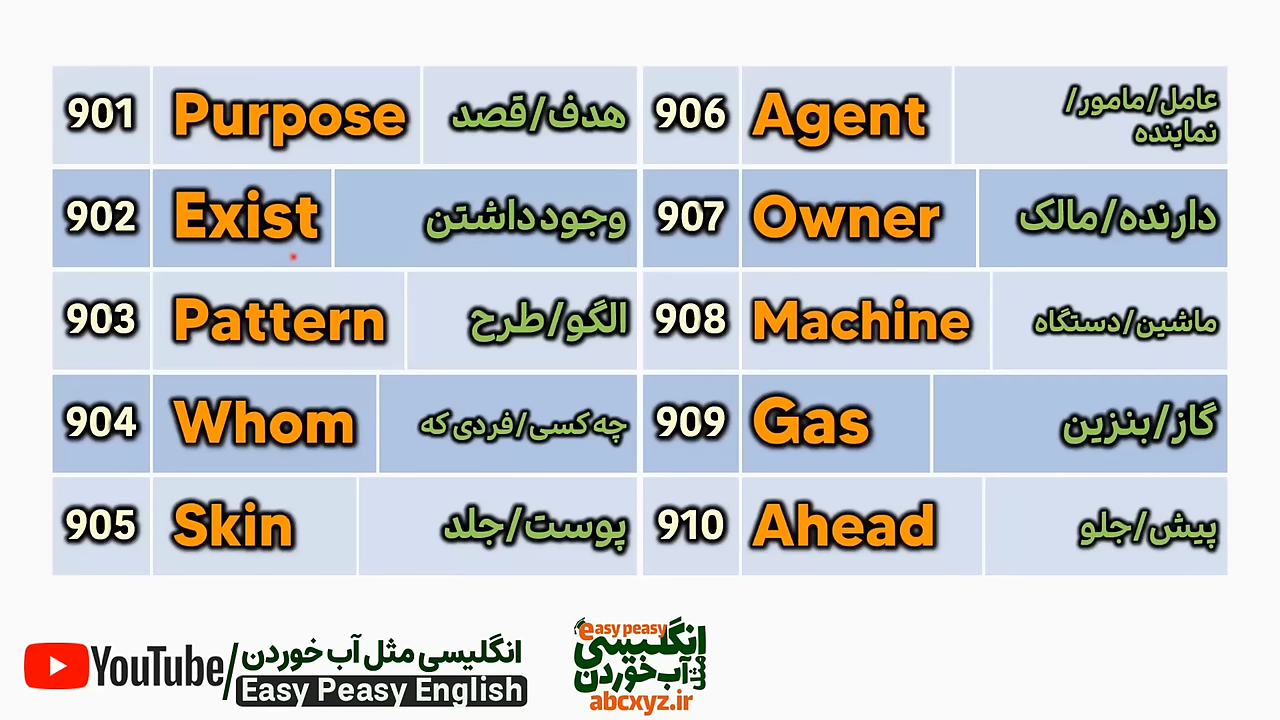 901 Purpose هدف/قصد
902 Exist وجود داشتن
903 Pattern الگو/طرح
904 Whom چه کسی/فردی که
905 Skin پوست/جلد
906 Agent عامل/مامور/
نماینده
907 Owner دارنده/مالک
908 Machine ماشین/دستگاه
909 Gas گاز/بنزین
910 Ahead پیش/جلو
YouTube/انگلیسی مثل آب خوردن
Easy Peasy English
easy peasy
انگلیسی
مثل آب خوردن
abcxyz.ir